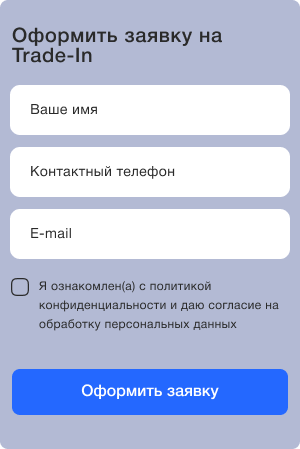 Оформить заявку на
Trade-In
Ваше имя
Контактный телефон
E-mail
Я ознакомлен(а) с политикой
конфиденциальности и даю согласие на
обработку персональных данных
Оформить заявку